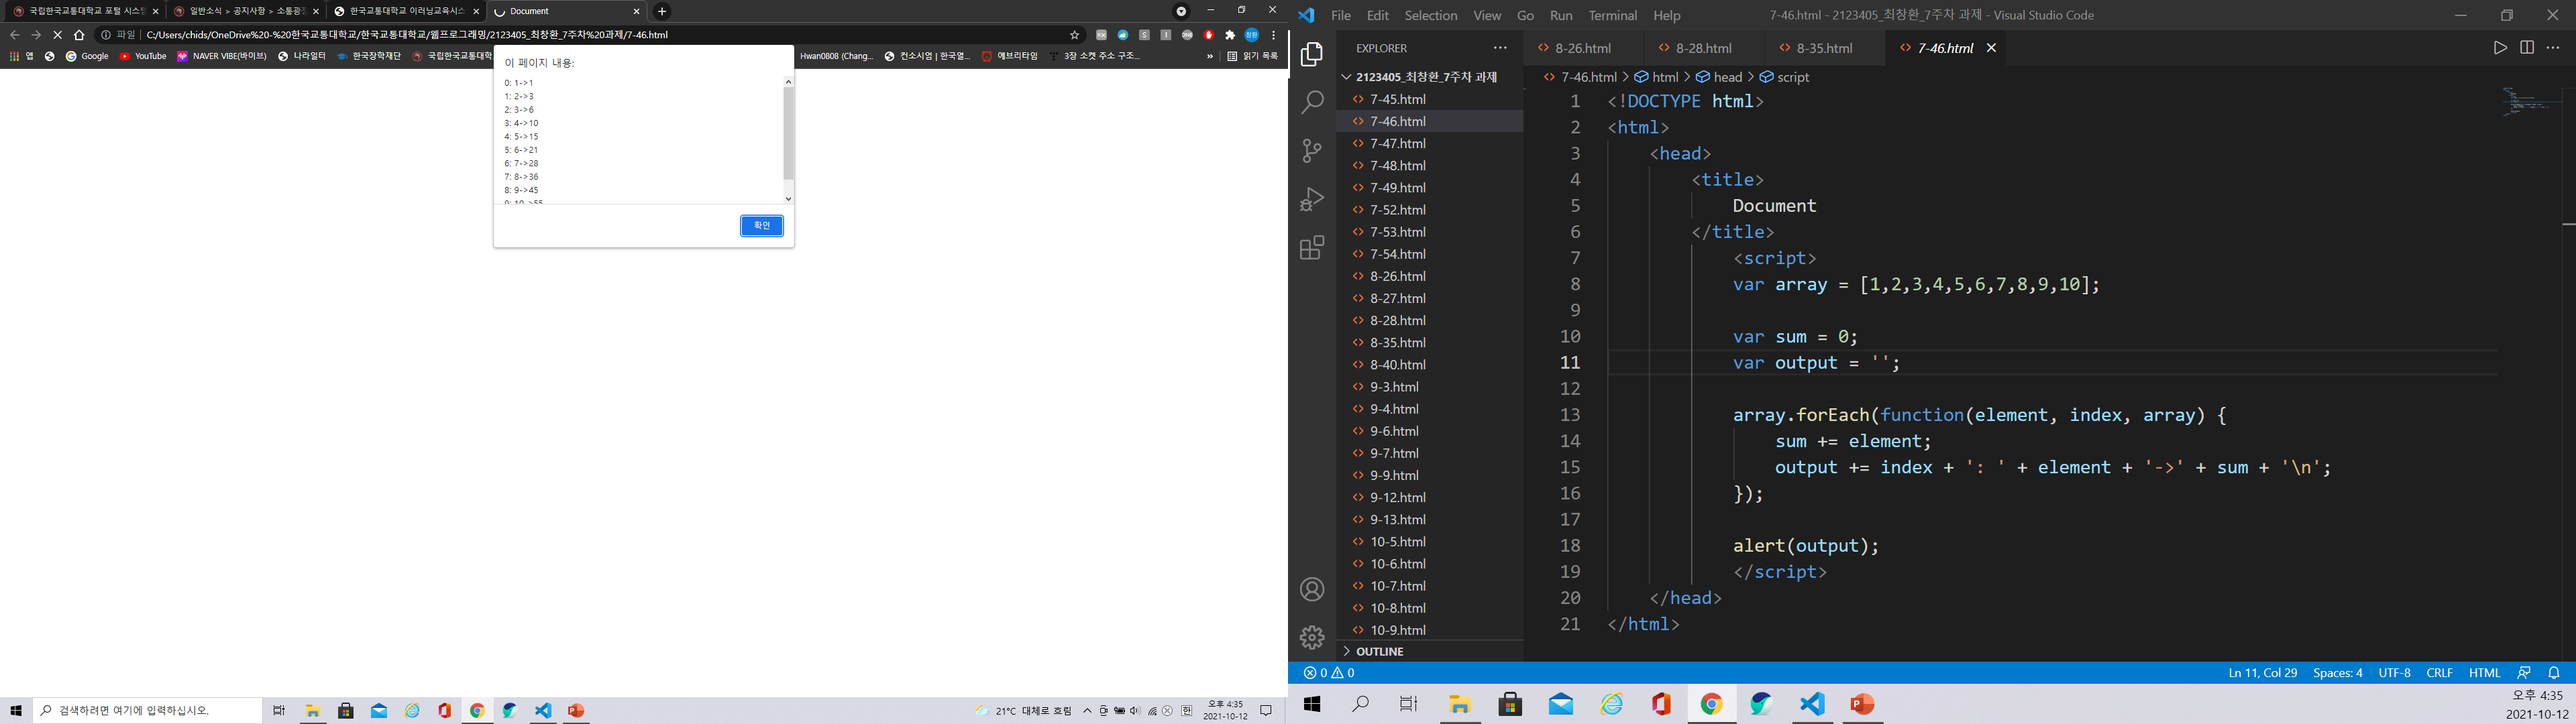 국립한국교통대학교 포털 시스템
일반소식 > 공지사항 > 소통광장
한국교통대학교 이러닝교육시스
Document
파일 | C:/Users/chids/OneDrive%20-%20한국교통대학교/한국교통대학교/웹프로그래밍/2123405_최창환_7주차%20과제/7-46.html
앱 Google YouTube NAVER VIBE(바이브) 나라일터 한국장학재단 국립한국교통대학 Hwan0808 (Chang... 컨소시엄 | 한국열... 에브리타임 3장 소켓 주소 구조... » 읽기 목록
이 페이지 내용:
0: 1->1
1: 2->3
2: 3->6
3: 4->10
4: 5->15
5: 6->21
6: 7->28
7: 8->36
8: 9->45
9: 10->55
확인
검색하려면 여기에 입력하십시오.
21°C 대체로 흐림
오후 4:35
2021-10-12
File Edit Selection View Go Run Terminal Help
7-46.html - 2123405_최창환_7주차 과제 - Visual Studio Code
EXPLORER
2123405_최창환_7주차 과제
7-45.html
7-46.html
7-47.html
7-48.html
7-49.html
7-52.html
7-53.html
7-54.html
8-26.html
8-27.html
8-28.html
8-35.html
8-40.html
9-3.html
9-4.html
9-6.html
9-7.html
9-9.html
9-12.html
9-13.html
10-5.html
10-6.html
10-7.html
10-8.html
10-9.html
OUTLINE
8-26.html 8-28.html 8-35.html 7-46.html
7-46.html > html > head > script
1 <!DOCTYPE html>
2 <html>
3 <head>
4 <title>
5 Document
6 </title>
7 <script>
8 var array = [1,2,3,4,5,6,7,8,9,10];
9
10 var sum = 0;
11 var output = '';
12
13 array.forEach(function(element, index, array) {
14 sum += element;
15 output += index + ': ' + element + '->' + sum + '\n';
16 });
17
18 alert(output);
19 </script>
20 </head>
21 </html>
0 0
Ln 11, Col 29 Spaces: 4 UTF-8 CRLF HTML
오후 4:35
2021-10-12